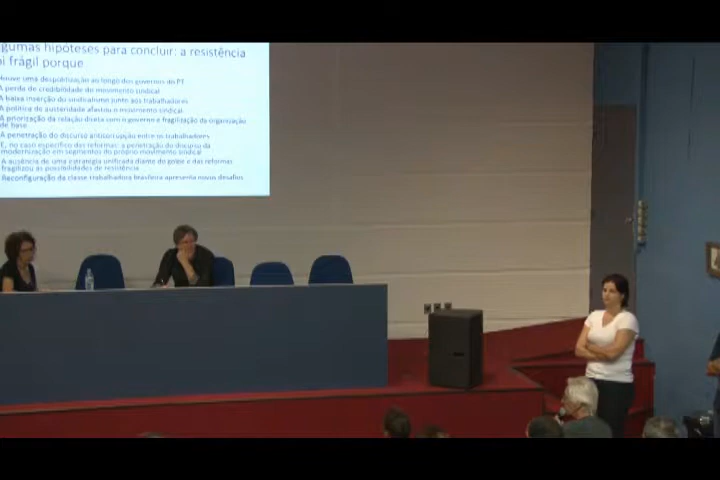 gumas hipóteses para concluir: a resistência
oi frágil porque
Houve uma despolitização ao longo dos governos do PT
A perda de credibilidade do movimento sindical
A baixa inserção do sindicalismo junto aos trabalhadores
A política de austeridade afastou o movimento sindical
A priorização da relação direta com o governo e fragilização da organização
de base
A penetração do discurso anticorrupção entre os trabalhadores
E, no caso específico das reformas: a penetração do discurso da
modernização em segmentos do próprio movimento sindical
A ausência de uma estratégia unificada diante do golpe e das reformas
fragilizou as possibilidades de resistência
Reconfiguração da classe trabalhadora brasileira apresenta novos desafios